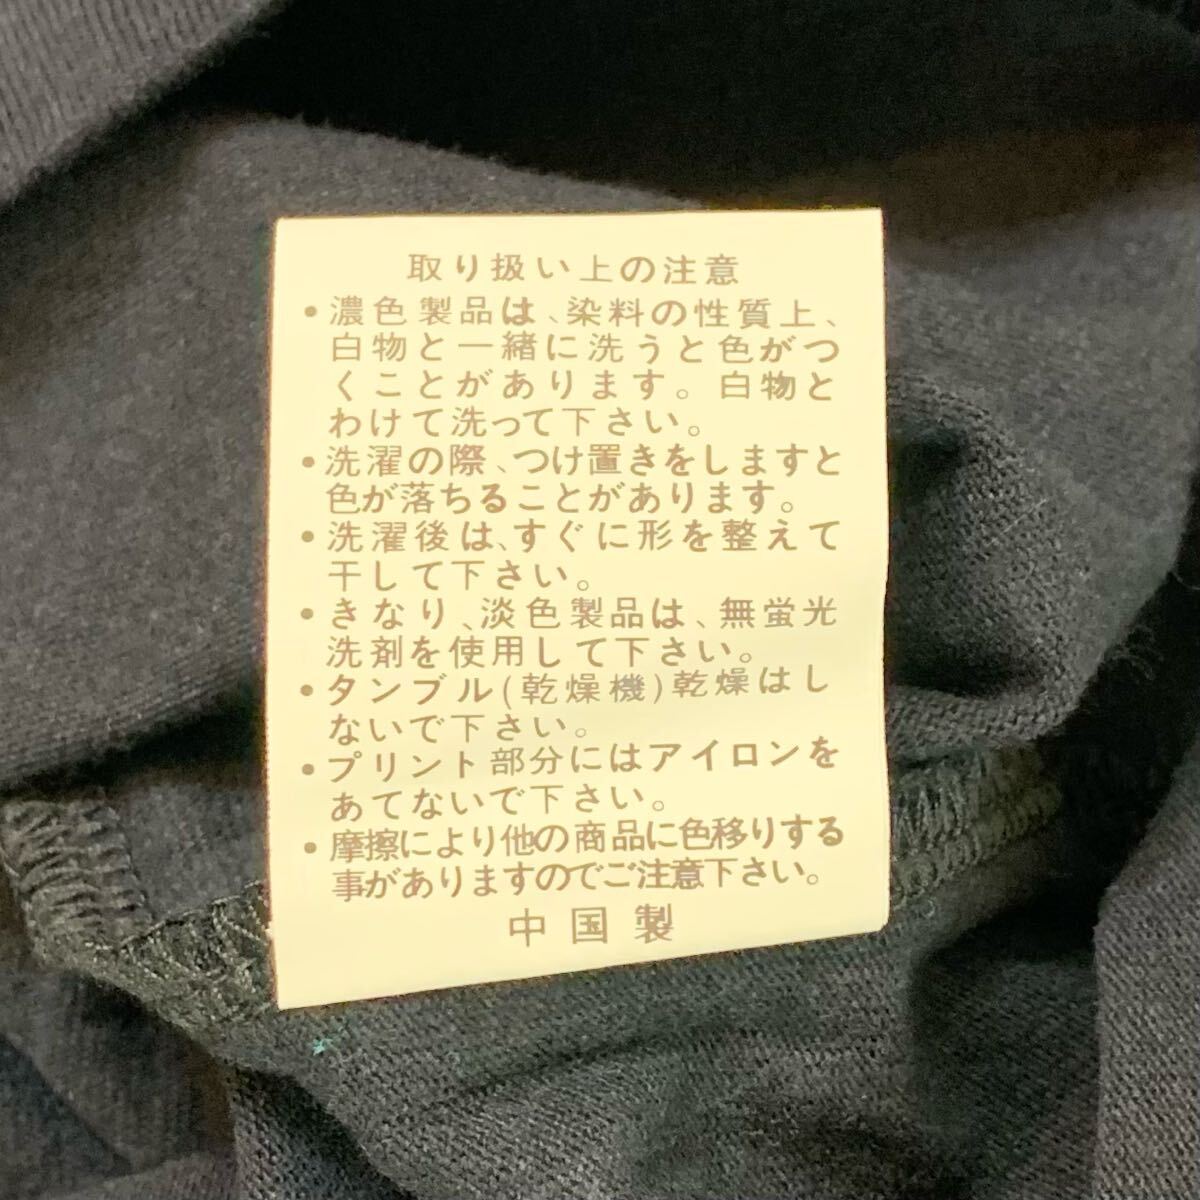 取り扱い上の注意
•濃色製品は、染料の性質上、
白物と一緒に洗うと色がつ
くことがあります。白物と
わけて洗って下さい。
•洗濯の際、つけ置きをしますと
色が落ちることがあります。
•洗濯後は、すぐに形を整えて
干して下さい。
•きなり、淡色製品は、無蛍光
洗剤を使用して下さい。
•タンブル(乾燥機)乾燥はし
ないで下さい。
•プリント部分にはアイロンを
あてないで下さい。
•摩擦により他の商品に色移りする
事がありますのでご注意下さい。
中国製